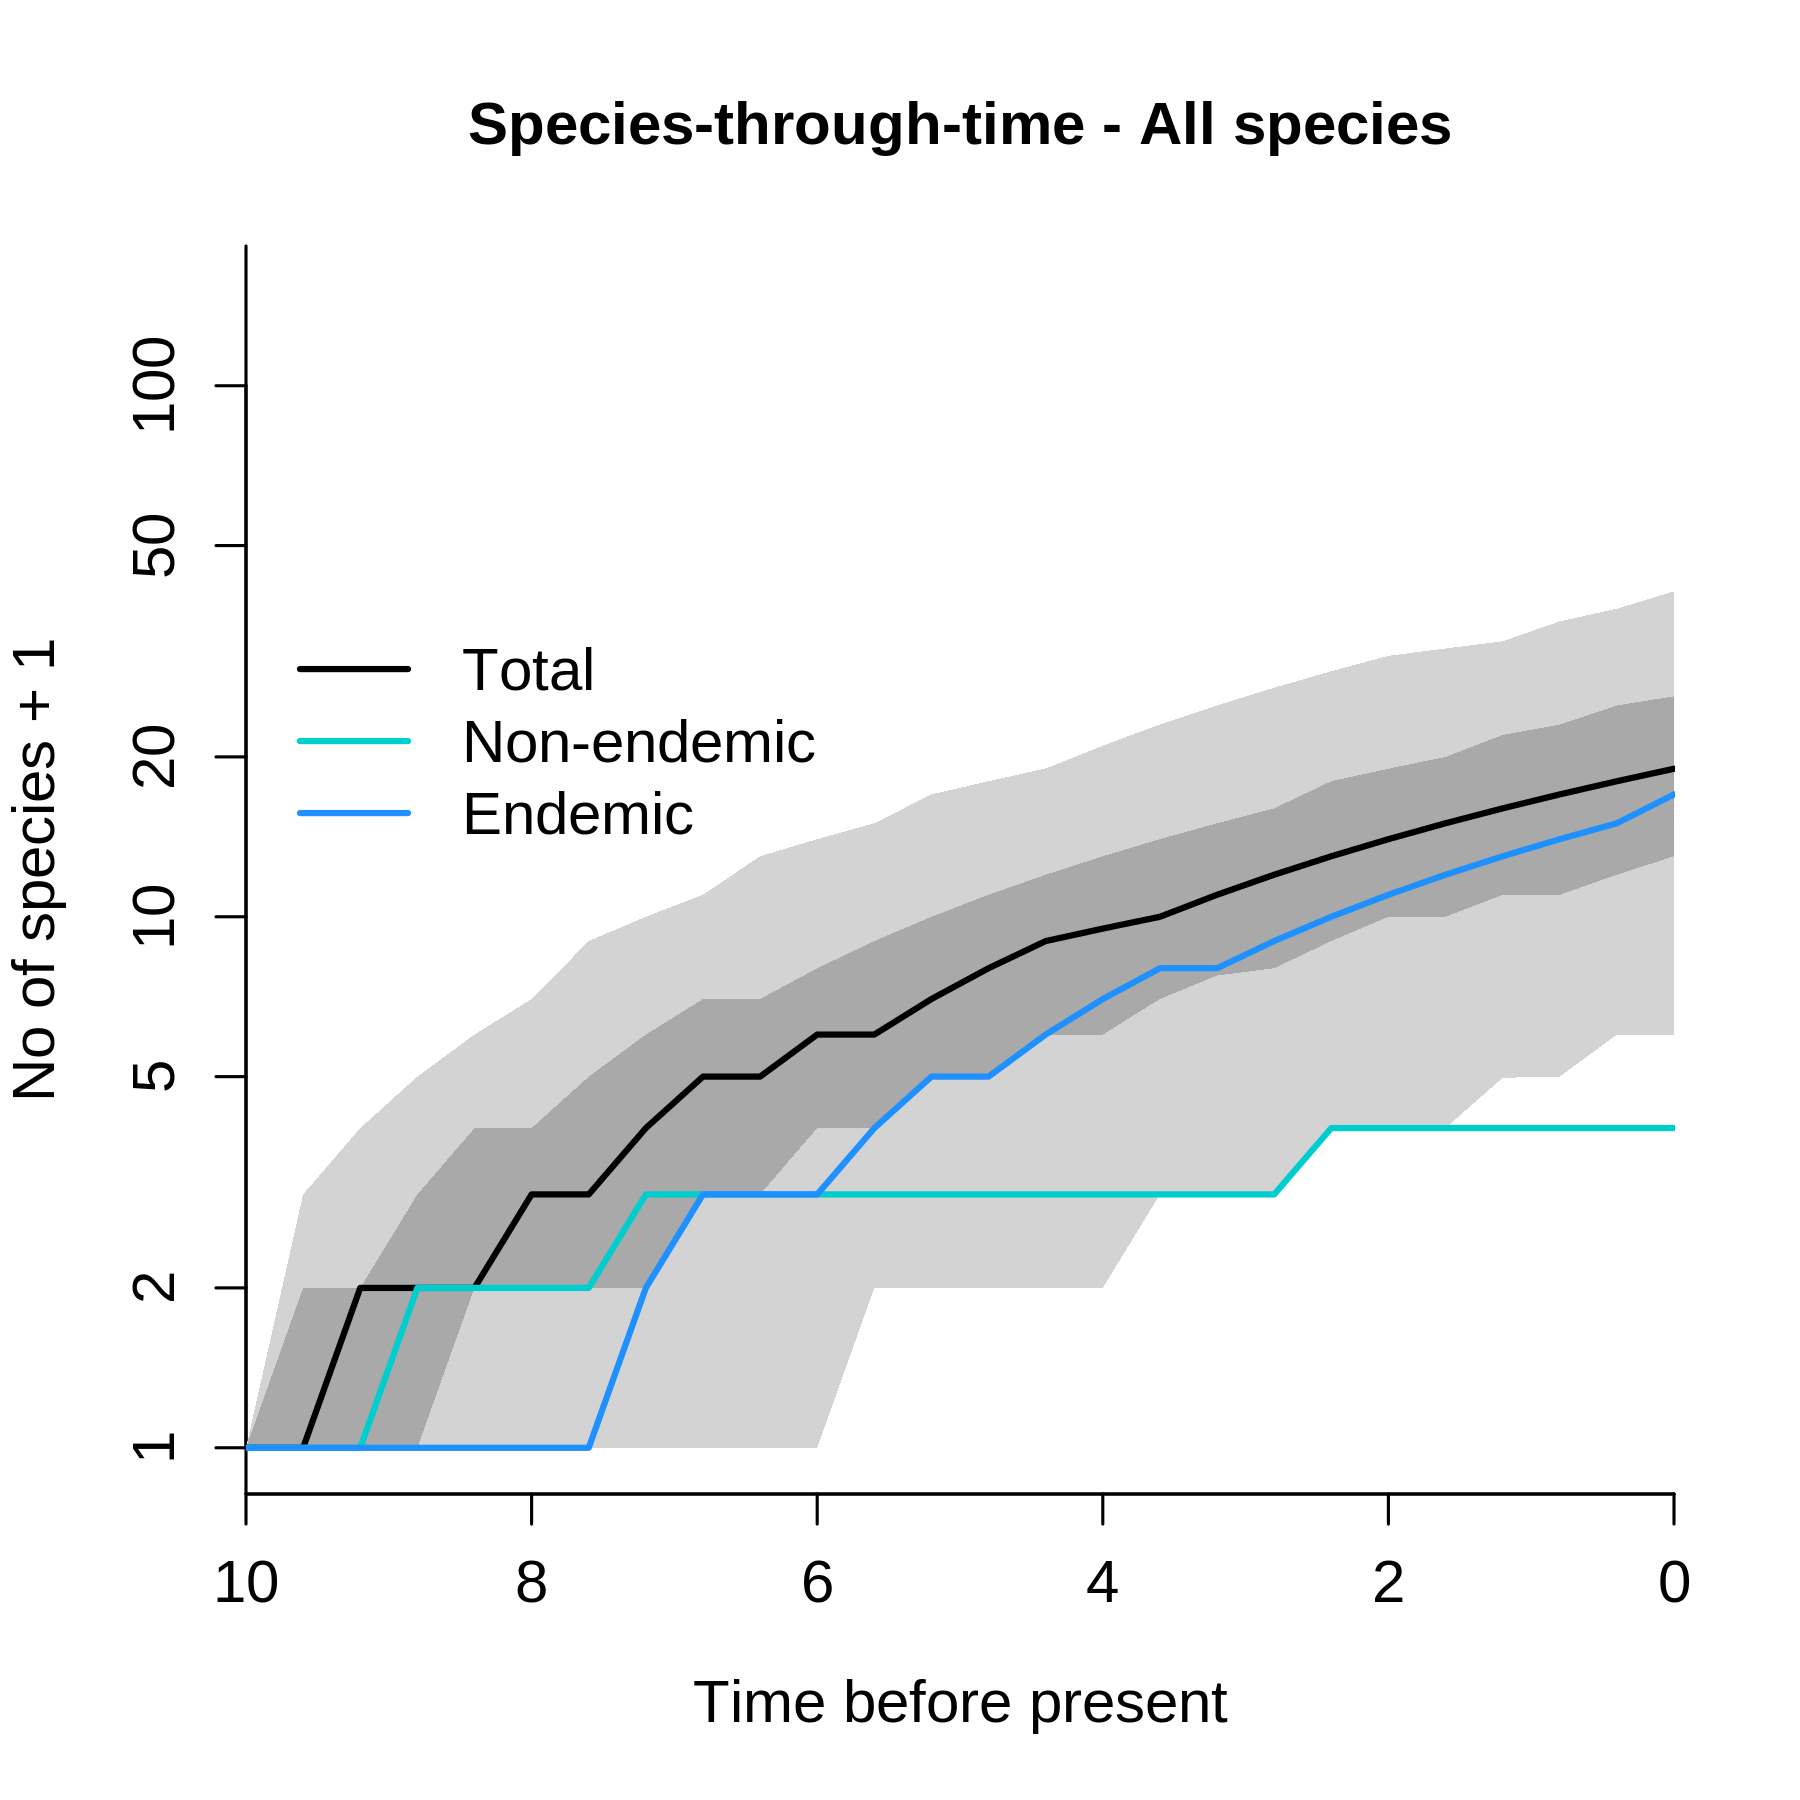 Species-through-time - All species
No of species + 1
100
50
20
10
5
2
1
Total
Non-endemic
Endemic
10 8 6 4 2 0
Time before present